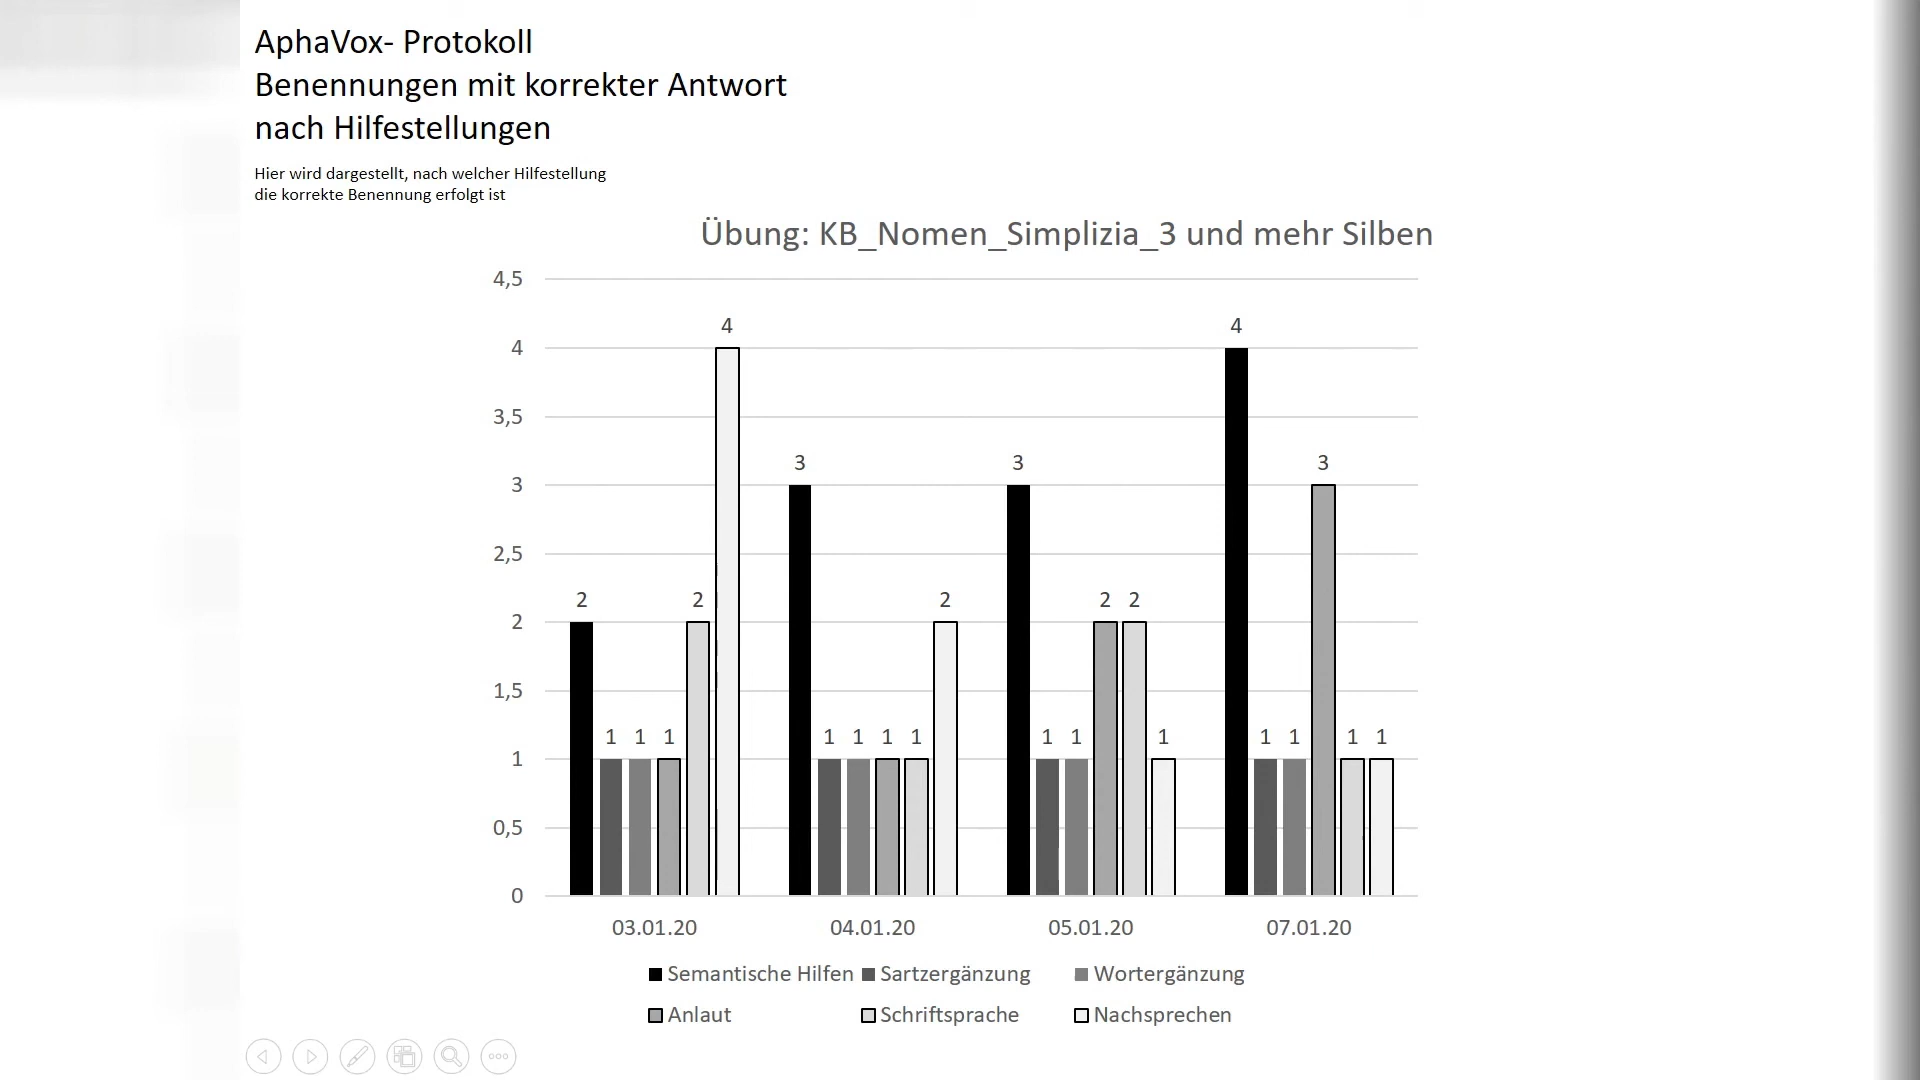 AphaVox- Protokoll
Benennungen mit korrekter Antwort
nach Hilfestellungen
Hier wird dargestellt, nach welcher Hilfestellung
die korrekte Benennung erfolgt ist
Übung: KB_Nomen_Simplizia_3 und mehr Silben
4,5
4
3,5
3
2,5
2
1,5
1
0,5
0
2 1 1 1 2 4
3 1 1 1 1 2
3 1 1 2 2 1
4 1 1 3 1 1
03.01.20 04.01.20 05.01.20 07.01.20
Semantische Hilfen Sartzergänzung Wortergänzung
Anlaut Schriftsprache Nachsprechen